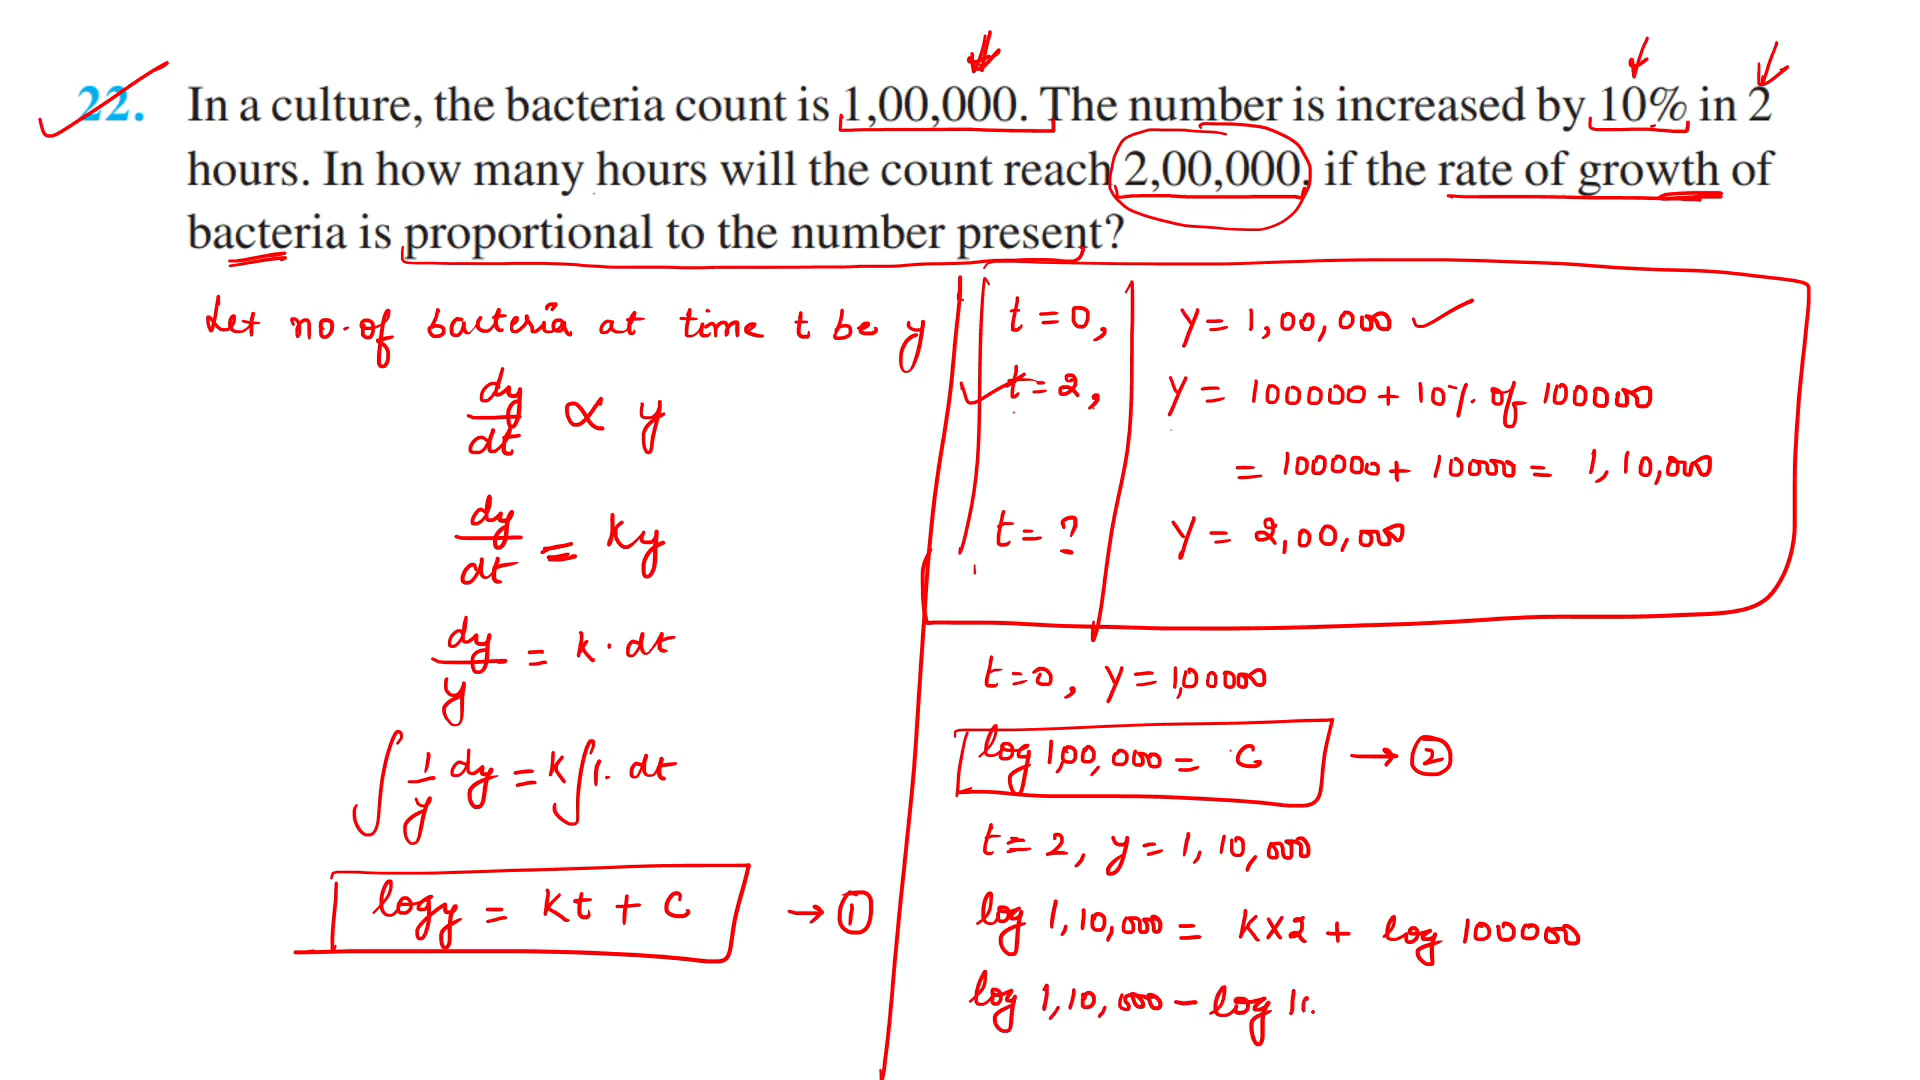 22. In a culture, the bacteria count is 1,00,000. The number is increased by 10% in 2
hours. In how many hours will the count reach 2,00,000, if the rate of growth of
bacteria is proportional to the number present?
Let no. of bacteria at time t be y
dy/dt ∝ y
dy/dt = ky
dy/y = k · dt
∫ 1/y dy = k ∫ 1. dt
log y = kt + C → ①
t = 0, y = 1,00,000
t = 2, y = 100000 + 10% of 100000
= 100000 + 10000 = 1,10,000
t = ? y = 2,00,000
t = 0, y = 1,00000
log 1,00,000 = C → ②
t = 2, y = 1,10,000
log 1,10,000 = k x 2 + log 100000
log 1,10,000 - log